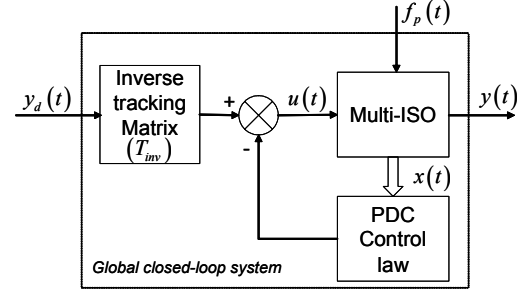 f_p(t)
y_d(t)
Inverse
tracking
Matrix
(T_inv)
+
-
u(t)
Multi-ISO
y(t)
x(t)
PDC
Control
law
Global closed-loop system